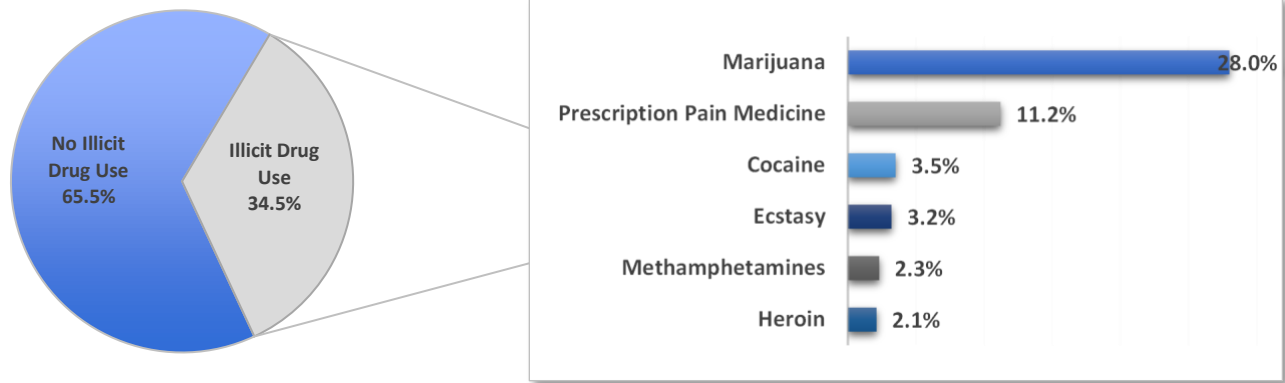 No Illicit
Drug Use
65.5%
Illicit Drug
Use
34.5%
Marijuana 28.0%
Prescription Pain Medicine 11.2%
Cocaine 3.5%
Ecstasy 3.2%
Methamphetamines 2.3%
Heroin 2.1%